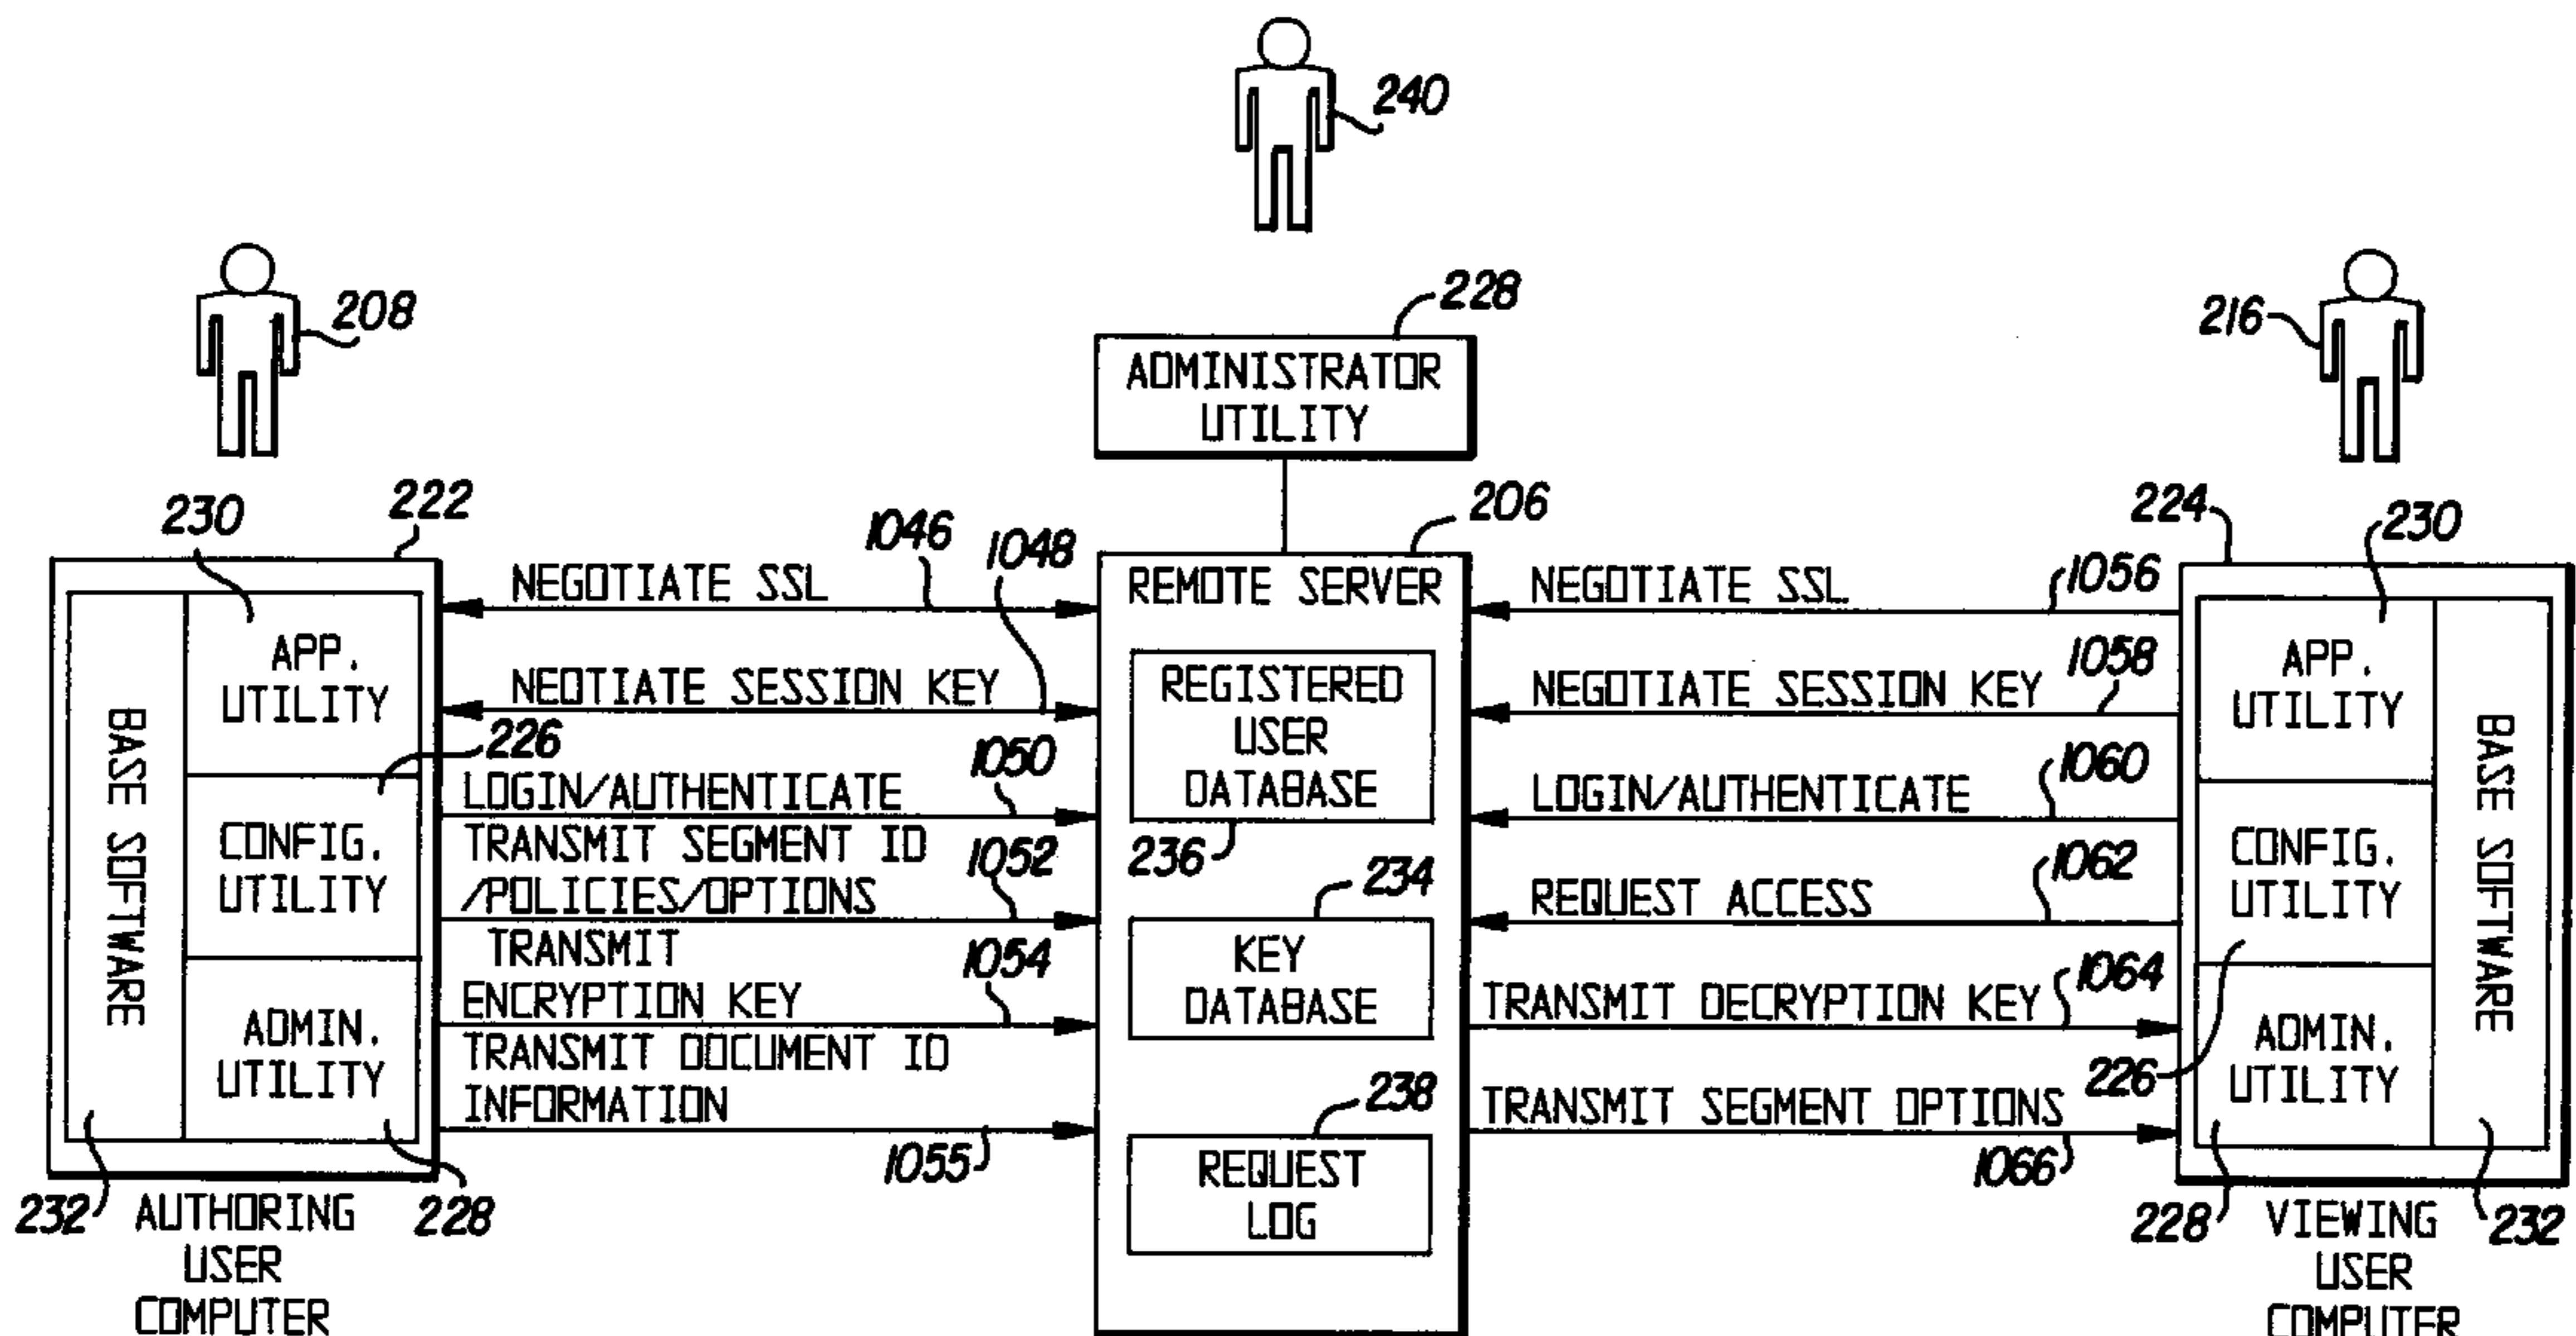 240
208
228
216
ADMINISTRATOR
UTILITY
230
222
1046
1048
206
224
230
NEGOTIATE SSL
REMOTE SERVER
NEGOTIATE SSL
1056
APP.
UTILITY
NEOTIATE SESSION KEY
REGISTERED
USER
DATABASE
236
NEGOTIATE SESSION KEY
1058
APP.
UTILITY
BASE SOFTWARE
226
LOGIN/AUTHENTICATE
1050
LOGIN/AUTHENTICATE
1060
BASE SOFTWARE
CONFIG.
UTILITY
TRANSMIT SEGMENT ID
/POLICIES/OPTIONS
1052
234
REQUEST ACCESS
1062
CONFIG.
UTILITY
226
TRANSMIT
ENCRYPTION KEY
1054
KEY
DATABASE
TRANSMIT DECRYPTION KEY
1064
ADMIN.
UTILITY
TRANSMIT DOCUMENT ID
INFORMATION
1055
238
REQUEST
LOG
TRANSMIT SEGMENT OPTIONS
1066
ADMIN.
UTILITY
232
AUTHORING
USER
COMPUTER
228
228
VIEWING
USER
COMPUTER
232